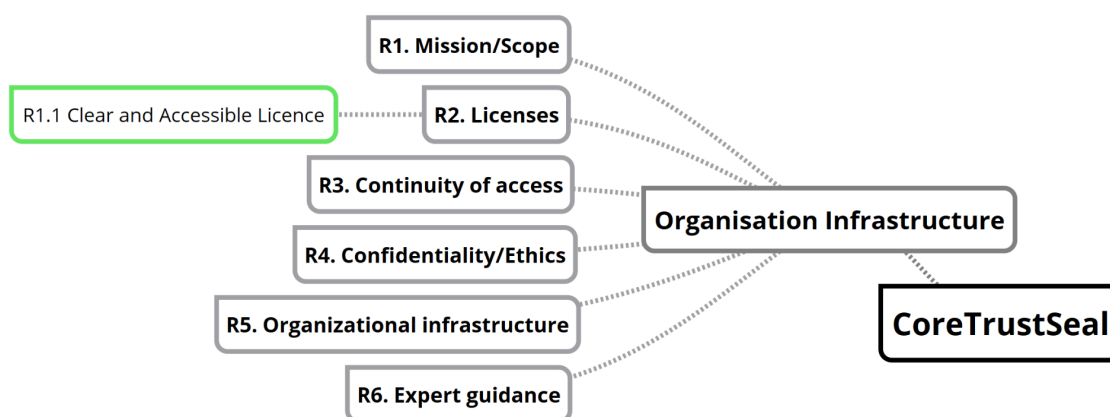 R1. Mission/Scope
R1.1 Clear and Accessible Licence
R2. Licenses
R3. Continuity of access
Organisation Infrastructure
R4. Confidentiality/Ethics
R5. Organizational infrastructure
CoreTrustSeal
R6. Expert guidance